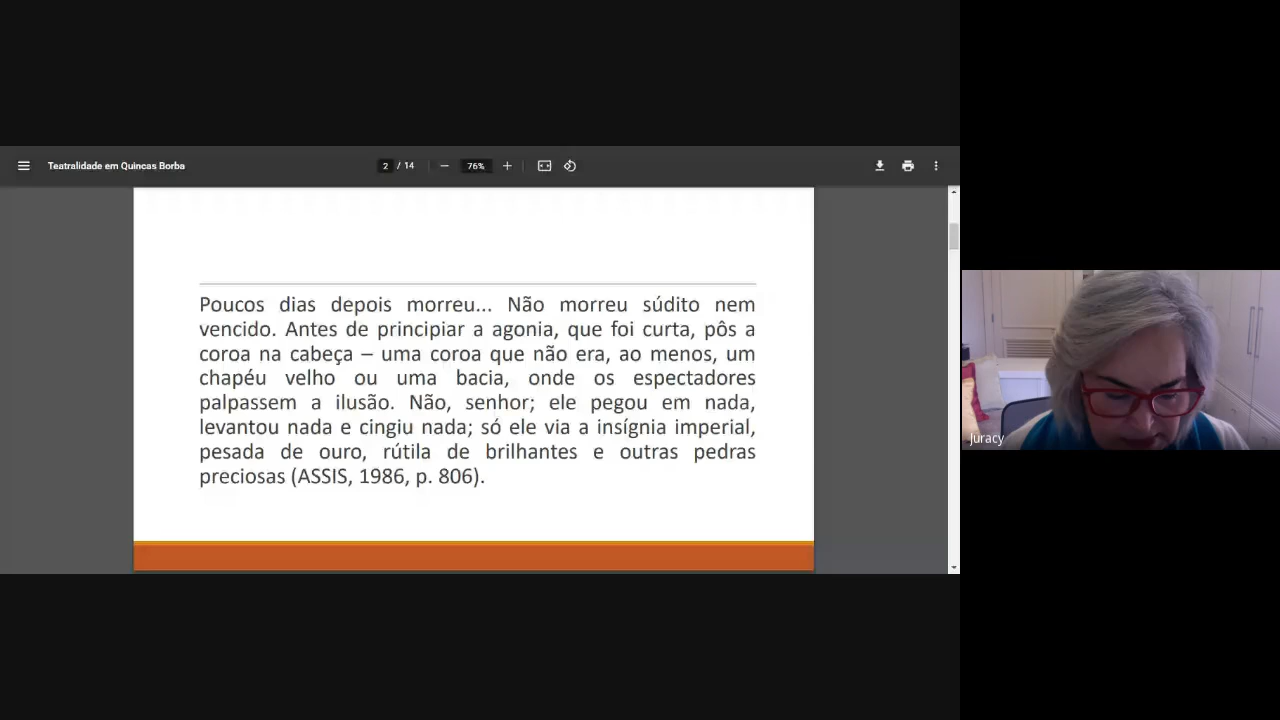 Teatralidade em Quincas Borba
2 / 14
76%
Poucos dias depois morreu... Não morreu súdito nem
vencido. Antes de principiar a agonia, que foi curta, pôs a
coroa na cabeça – uma coroa que não era, ao menos, um
chapéu velho ou uma bacia, onde os espectadores
palpassem a ilusão. Não, senhor; ele pegou em nada,
levantou nada e cingiu nada; só ele via a insígnia imperial,
pesada de ouro, rútila de brilhantes e outras pedras
preciosas (ASSIS, 1986, p. 806).
Juracy